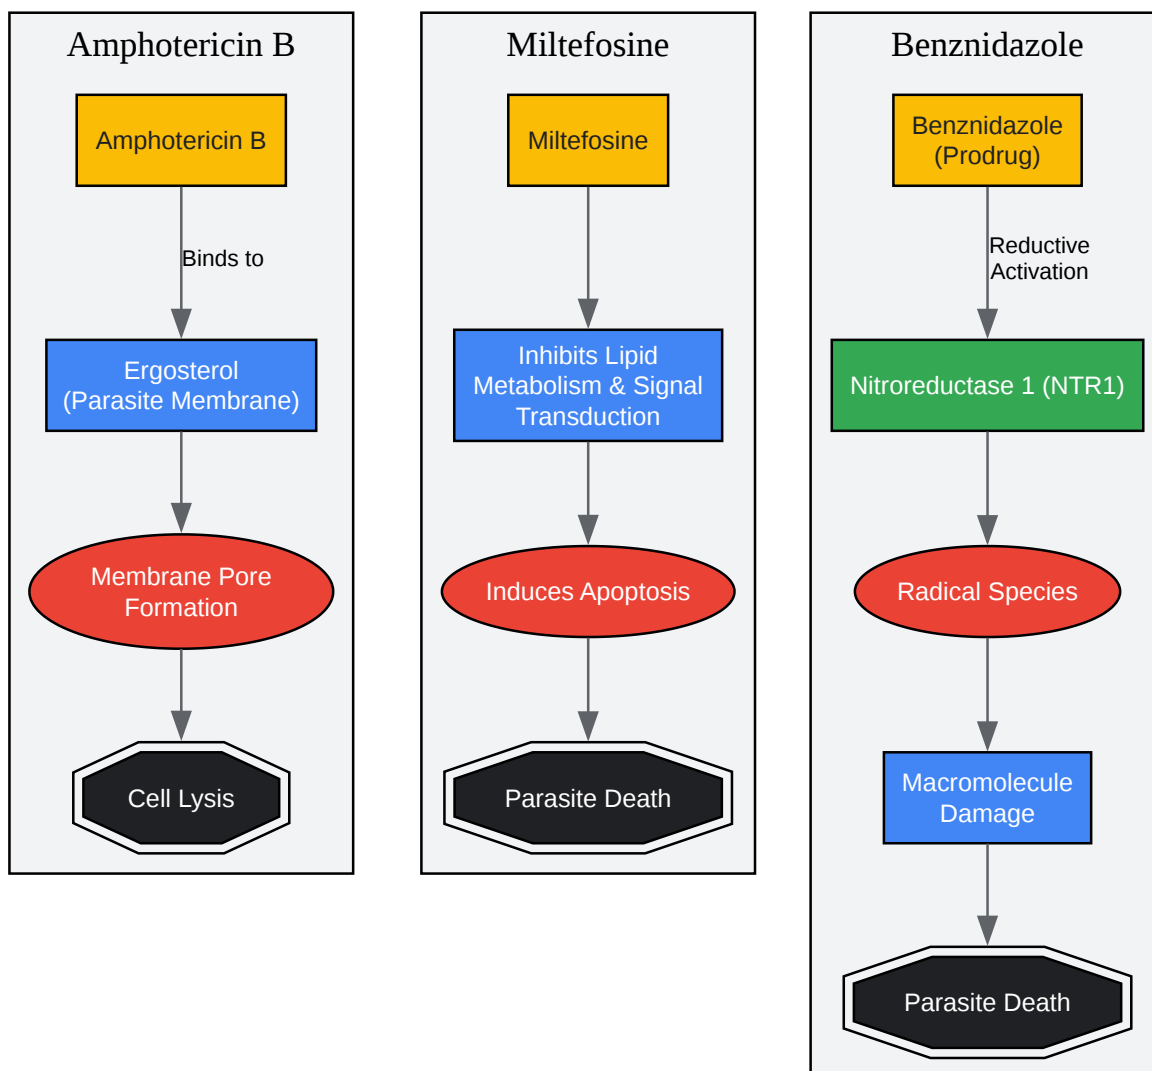 Amphotericin B
Amphotericin B
Binds to
Ergosterol
(Parasite Membrane)
Membrane Pore
Formation
Cell Lysis
Miltefosine
Miltefosine
Inhibits Lipid
Metabolism & Signal
Transduction
Induces Apoptosis
Parasite Death
Benznidazole
Benznidazole
(Prodrug)
Reductive
Activation
Nitroreductase 1 (NTR1)
Radical Species
Macromolecule
Damage
Parasite Death